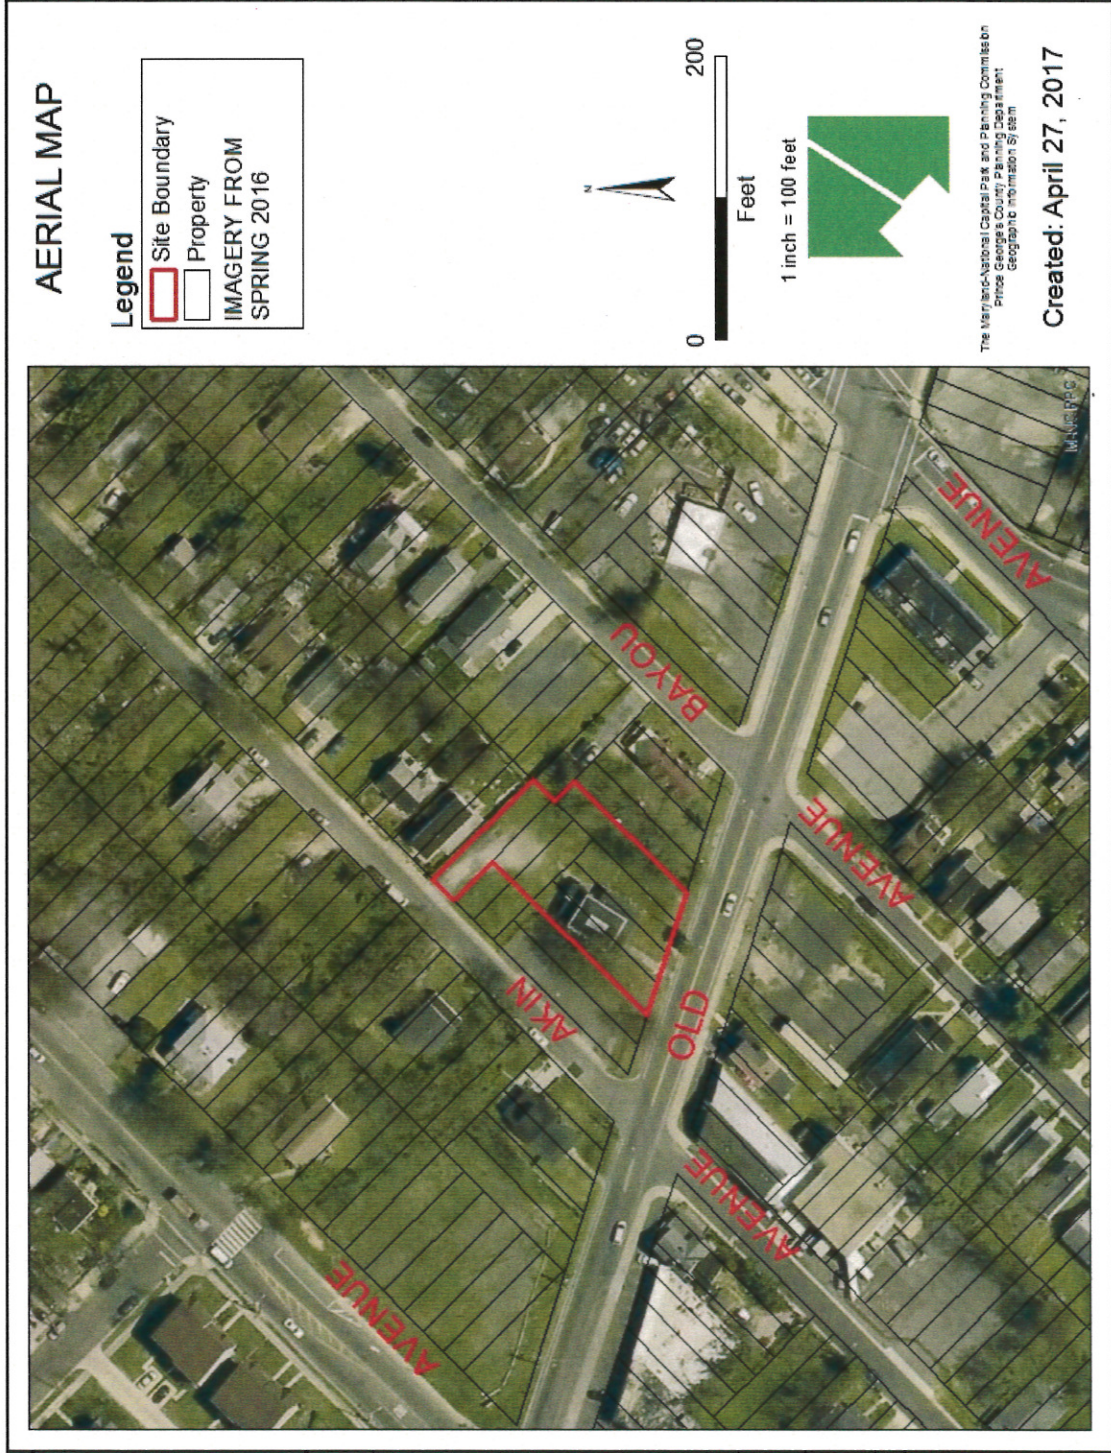 AERIAL MAP
Legend
Site Boundary
Property
IMAGERY FROM
SPRING 2016
N
0
200
Feet
1 inch = 100 feet
The Maryland-National Capital Park and Planning Commission
Prince George's County Planning Department
Geographic Information System
Created: April 27, 2017
AVENUE
AKIN
BAYOU
OLD
AVENUE
AVENUE
AVENUE
M-NCPPC